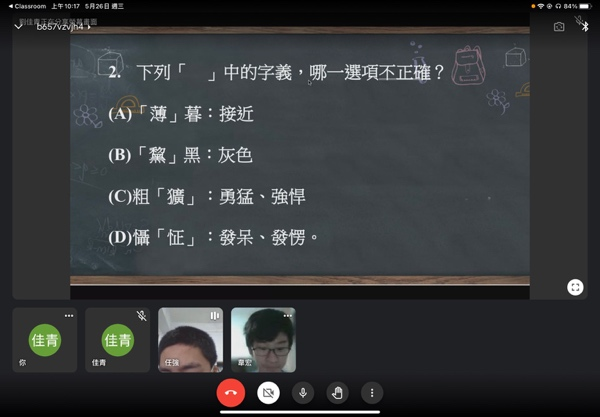 Classroom 上午10:17 5月26日 週三
84%
b657vzvjh4
2. 下列「 」中的字義，哪一選項不正確？
(A)「薄」暮：接近
(B)「黧」黑：灰色
(C)粗「獷」：勇猛、強悍
(D)懾「怔」：發呆、發愣。
佳青
佳青
你
佳青
任強
韋宏